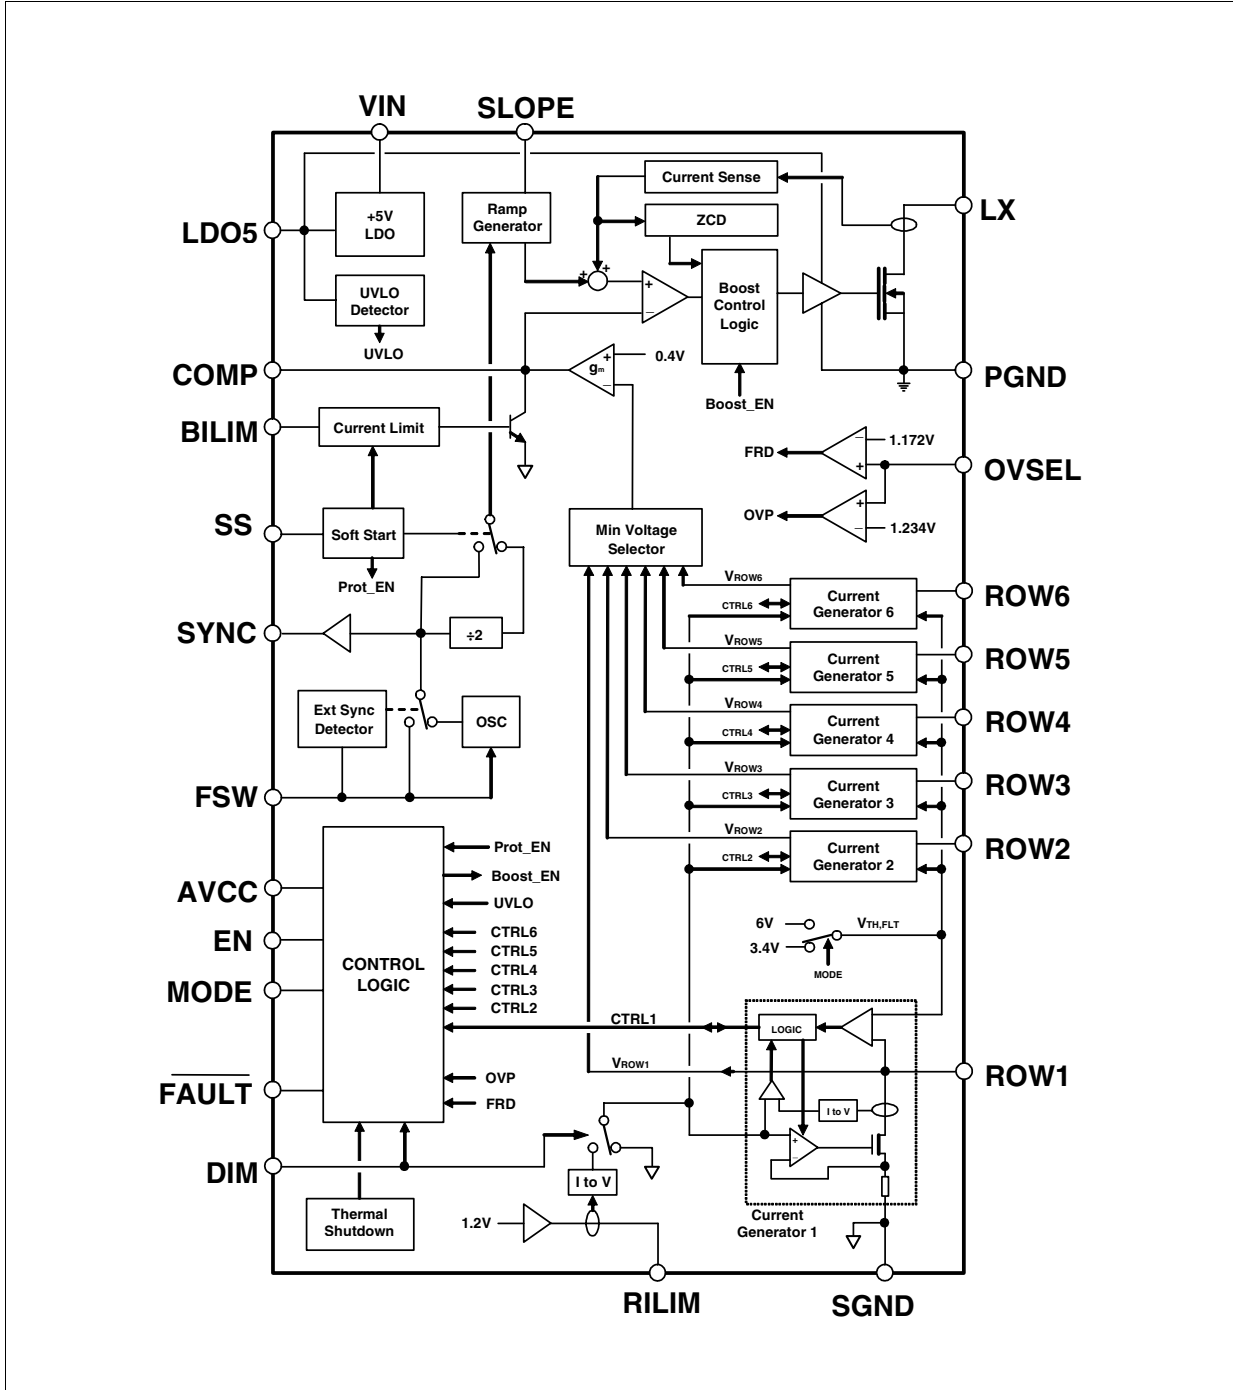 VIN
SLOPE
Current Sense
+5V
LDO
Ramp
Generator
ZCD
LX
LDO5
+
+
UVLO
Detector
+
−
Boost
Control
Logic
UVLO
COMP
gm
+
−
0.4V
PGND
Boost_EN
BILIM
Current Limit
FRD
−
+
1.172V
OVSEL
OVP
+
−
1.234V
SS
Soft Start
Min Voltage
Selector
Prot_EN
VROW6
CTRL6
Current
Generator 6
ROW6
SYNC
÷2
VROW5
CTRL5
Current
Generator 5
ROW5
Ext Sync
Detector
OSC
VROW4
CTRL4
Current
Generator 4
ROW4
FSW
VROW3
CTRL3
Current
Generator 3
ROW3
VROW2
CTRL2
Current
Generator 2
ROW2
Prot_EN
AVCC
Boost_EN
UVLO
6V
VTH,FLT
3.4V
MODE
EN
CTRL6
CTRL5
CONTROL
LOGIC
CTRL4
MODE
CTRL3
CTRL2
CTRL1
LOGIC
VROW1
ROW1
FAULT
OVP
FRD
I to V
+
−
DIM
I to V
Thermal
Shutdown
1.2V
Current
Generator 1
RILIM
SGND